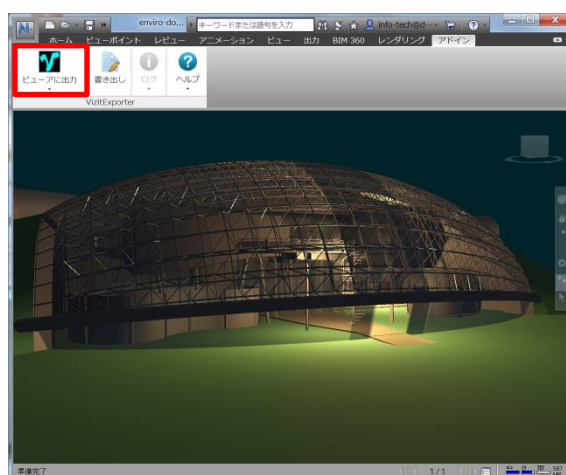 N
enviro-do...
キーワードまたは語句を入力
info-tech@d...
ホーム ビューポイント レビュー アニメーション ビュー 出力 BIM 360 レンダリング アドイン
ビューアに出力 書き出し ログ ヘルプ
VizitExporter
準備完了
1/1